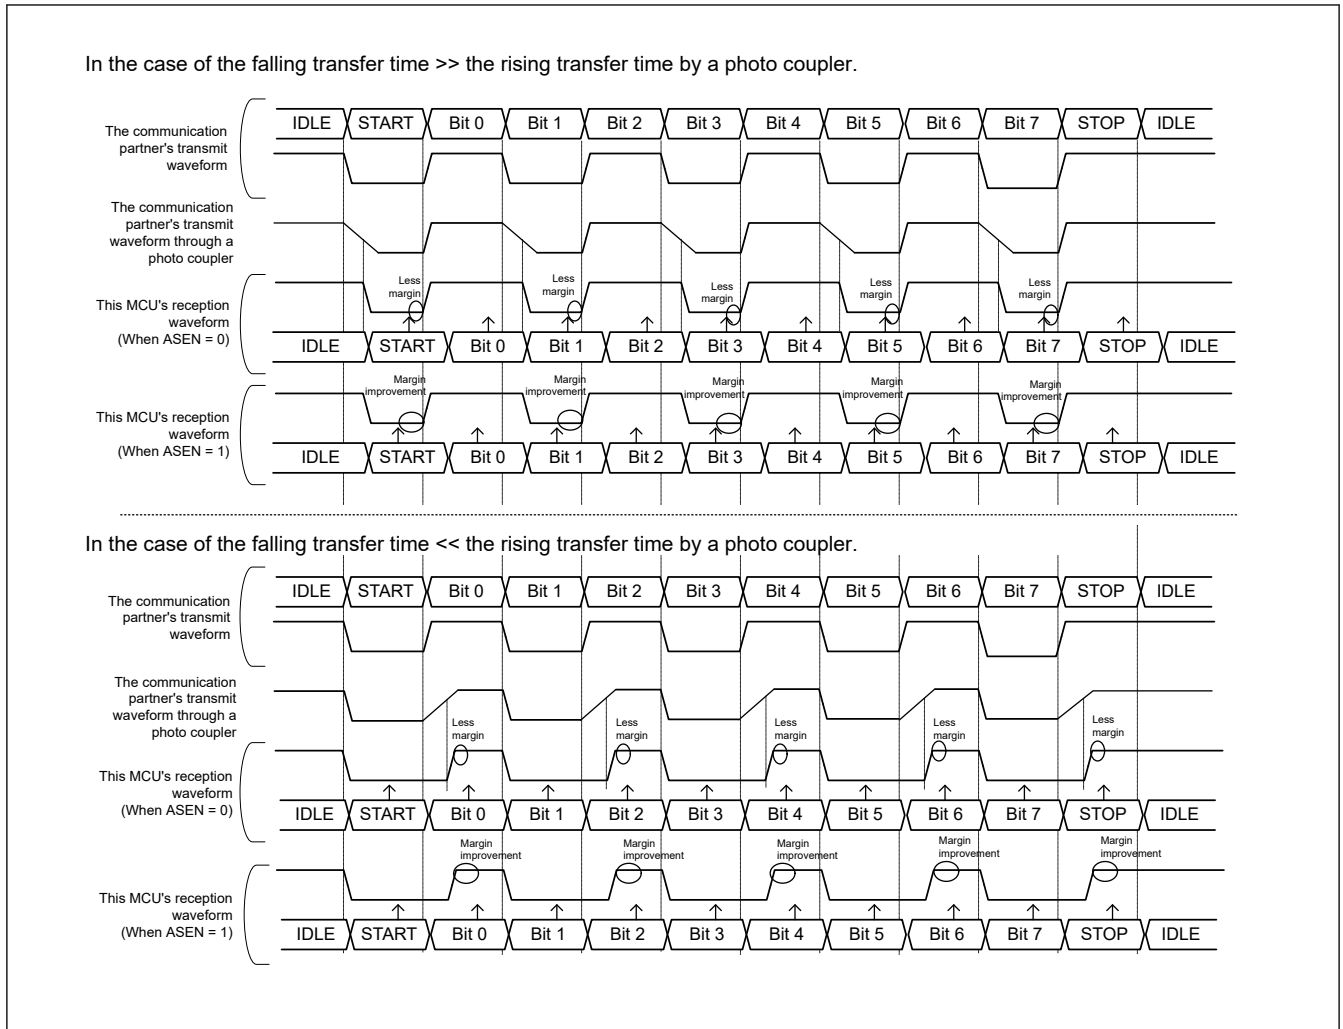 In the case of the falling transfer time >> the rising transfer time by a photo coupler.
The communication
partner's transmit
waveform
IDLE START Bit 0 Bit 1 Bit 2 Bit 3 Bit 4 Bit 5 Bit 6 Bit 7 STOP IDLE
The communication
partner's transmit
waveform through a
photo coupler
This MCU's reception
waveform
(When ASEN = 0)
Less
margin
Less
margin
Less
margin
Less
margin
Less
margin
IDLE START Bit 0 Bit 1 Bit 2 Bit 3 Bit 4 Bit 5 Bit 6 Bit 7 STOP IDLE
This MCU's reception
waveform
(When ASEN = 1)
Margin
improvement
Margin
improvement
Margin
improvement
Margin
improvement
Margin
improvement
IDLE START Bit 0 Bit 1 Bit 2 Bit 3 Bit 4 Bit 5 Bit 6 Bit 7 STOP IDLE
In the case of the falling transfer time << the rising transfer time by a photo coupler.
The communication
partner's transmit
waveform
IDLE START Bit 0 Bit 1 Bit 2 Bit 3 Bit 4 Bit 5 Bit 6 Bit 7 STOP IDLE
The communication
partner's transmit
waveform through a
photo coupler
Less
margin
Less
margin
Less
margin
Less
margin
Less
margin
This MCU's reception
waveform
(When ASEN = 0)
IDLE START Bit 0 Bit 1 Bit 2 Bit 3 Bit 4 Bit 5 Bit 6 Bit 7 STOP IDLE
Margin
improvement
Margin
improvement
Margin
improvement
Margin
improvement
Margin
improvement
This MCU's reception
waveform
(When ASEN = 1)
IDLE START Bit 0 Bit 1 Bit 2 Bit 3 Bit 4 Bit 5 Bit 6 Bit 7 STOP IDLE